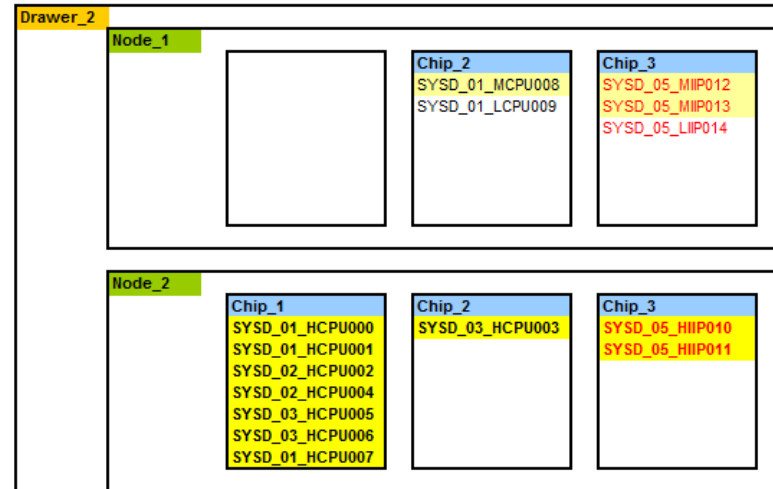 Drawer_2
Node_1
Chip_2
SYSD_01_MCPU008
SYSD_01_LCPU009
Chip_3
SYSD_05_MIIP012
SYSD_05_MIIP013
SYSD_05_LIIP014
Node_2
Chip_1
SYSD_01_HCPU000
SYSD_01_HCPU001
SYSD_02_HCPU002
SYSD_02_HCPU004
SYSD_03_HCPU005
SYSD_03_HCPU006
SYSD_01_HCPU007
Chip_2
SYSD_03_HCPU003
Chip_3
SYSD_05_HIIP010
SYSD_05_HIIP011